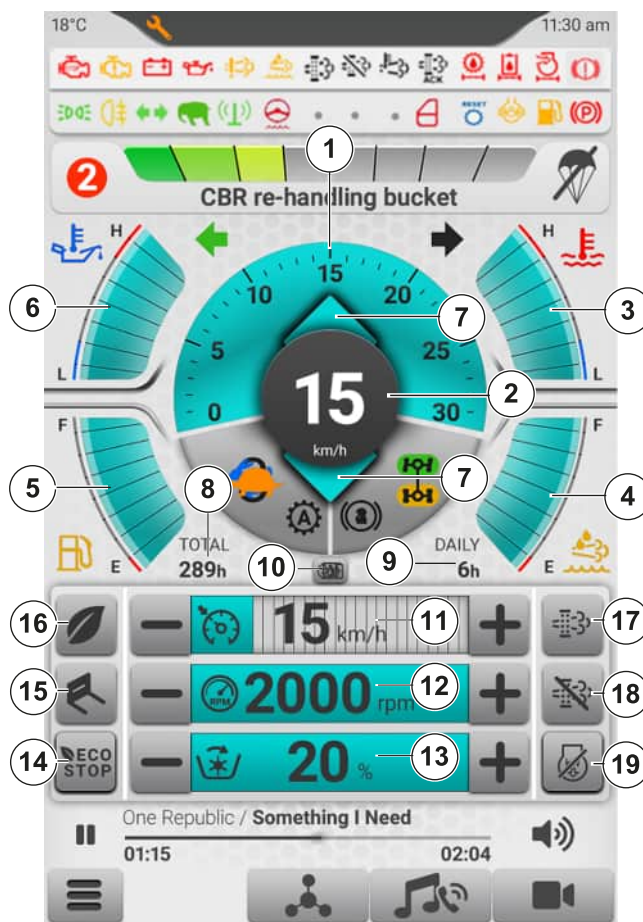 18°C 11:30 am
ACK
RESET
(P)
2
CBR re-handling bucket
1
H H
15
10 20
7
6 3
5 25
15 2
L L
0 30
F km/h F
8 7
5 4
A
TOTAL DAILY
E 289h 10 9 6h E
16 15 km/h 11 17
15 RPM 2000 rpm 12 18
14 ECO STOP 20 % 13 19
One Republic / Something I Need
01:15 02:04